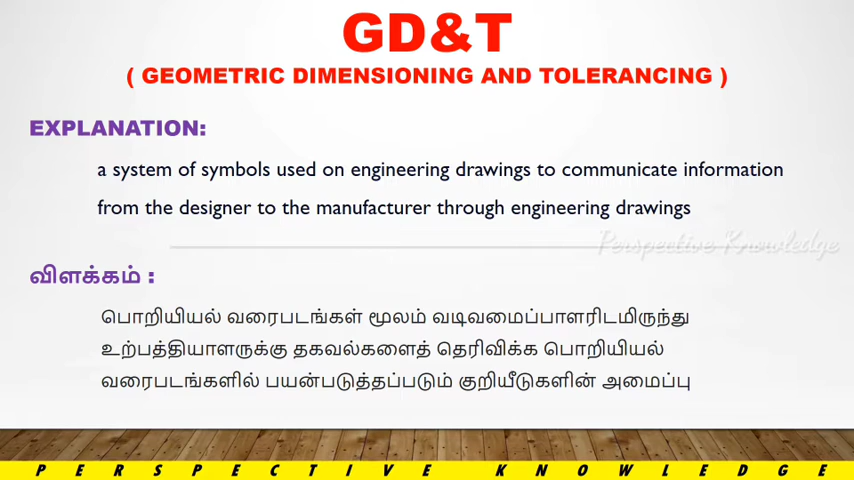 GD&T
( GEOMETRIC DIMENSIONING AND TOLERANCING )
EXPLANATION:
a system of symbols used on engineering drawings to communicate information
from the designer to the manufacturer through engineering drawings
Perspective Knowledge
விளக்கம் :
பொறியியல் வரைபடங்கள் மூலம் வடிவமைப்பாளரிடமிருந்து
உற்பத்தியாளருக்கு தகவல்களைத் தெரிவிக்க பொறியியல்
வரைபடங்களில் பயன்படுத்தப்படும் குறியீடுகளின் அமைப்பு
PERSPECTIVE KNOWLEDGE